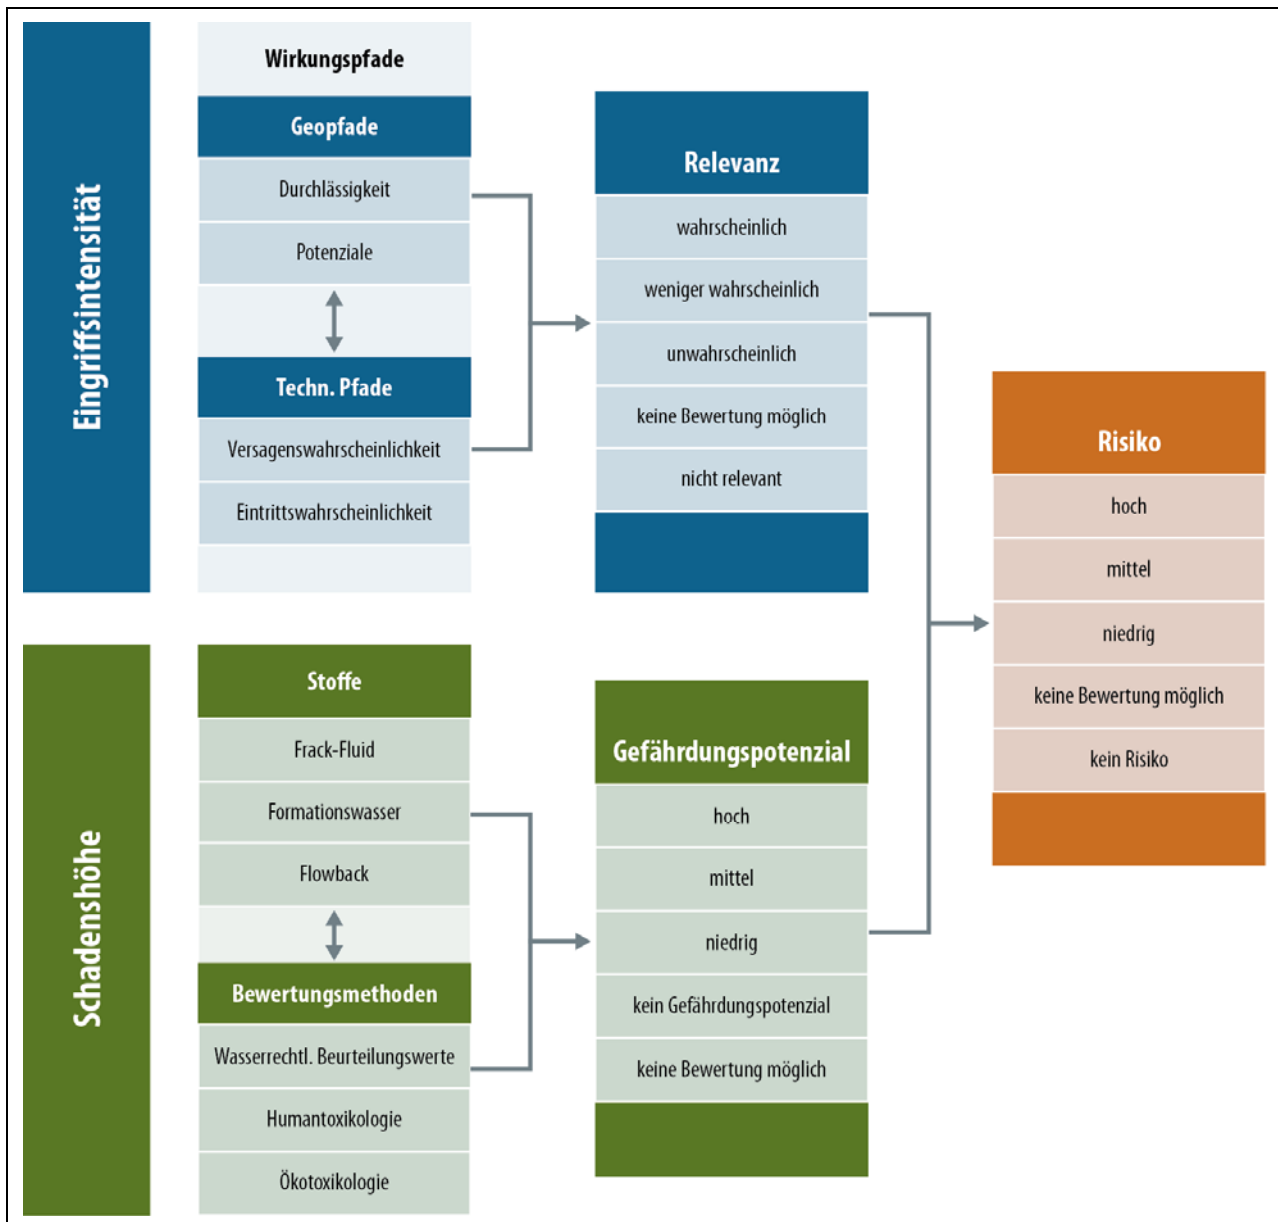 Eingriffsintensität
Wirkungspfade
Geopfade
Durchlässigkeit
Potenziale
Techn. Pfade
Versagenswahrscheinlichkeit
Eintrittswahrscheinlichkeit
Relevanz
wahrscheinlich
weniger wahrscheinlich
unwahrscheinlich
keine Bewertung möglich
nicht relevant
Schadenshöhe
Stoffe
Frack-Fluid
Formationswasser
Flowback
Bewertungsmethoden
Wasserrechtl. Beurteilungswerte
Humantoxikologie
Ökotoxikologie
Gefährdungspotenzial
hoch
mittel
niedrig
kein Gefährdungspotenzial
keine Bewertung möglich
Risiko
hoch
mittel
niedrig
keine Bewertung möglich
kein Risiko